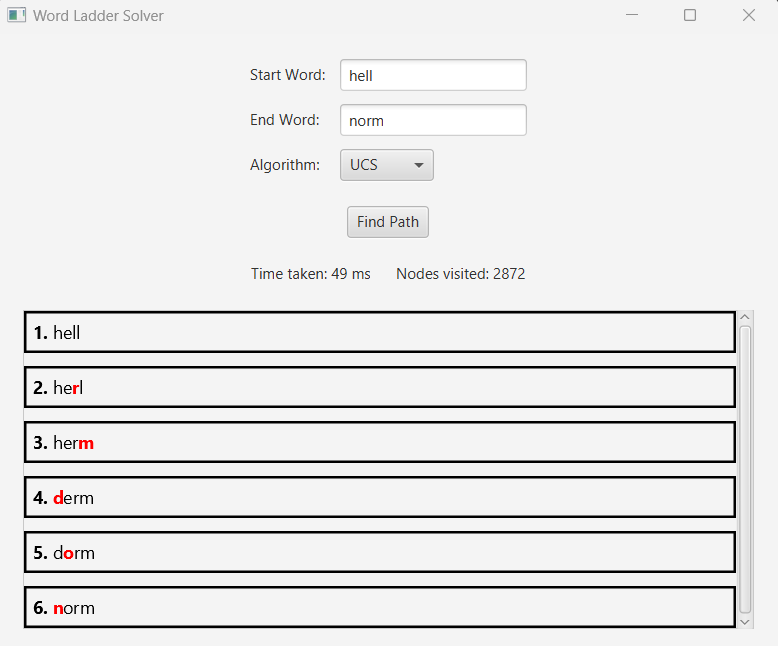 Word Ladder Solver
Start Word: hell
End Word: norm
Algorithm: UCS
Find Path
Time taken: 49 ms Nodes visited: 2872
1. hell
2. herl
3. herm
4. derm
5. dorm
6. norm